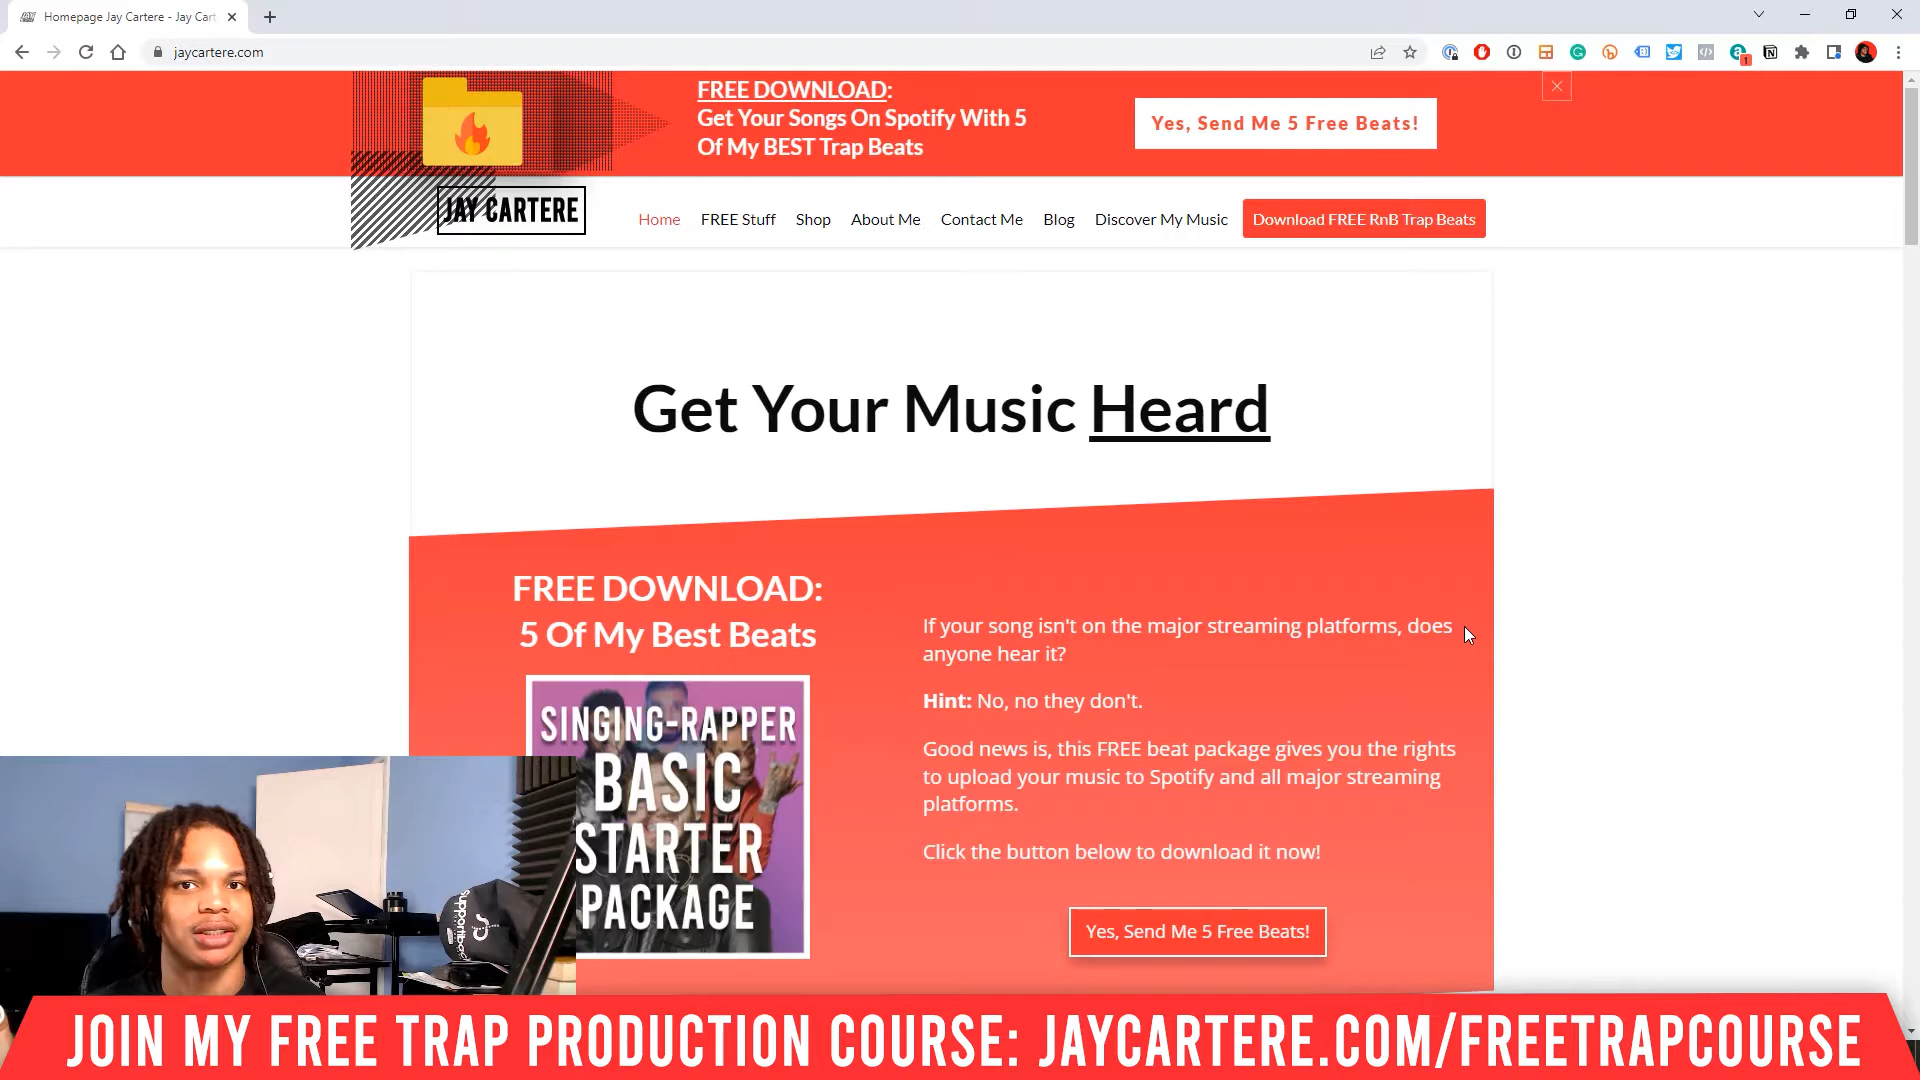 Homepage Jay Cartere - Jay Cart
jaycartere.com
1
FREE DOWNLOAD:
Get Your Songs On Spotify With 5
Of My BEST Trap Beats
Yes, Send Me 5 Free Beats!
JAY CARTERE
Home
FREE Stuff
Shop
About Me
Contact Me
Blog
Discover My Music
Download FREE RnB Trap Beats
Get Your Music Heard
FREE DOWNLOAD:
5 Of My Best Beats
SINGING-RAPPER
BASIC
STARTER
PACKAGE
If your song isn't on the major streaming platforms, does
anyone hear it?
Hint: No, no they don't.
Good news is, this FREE beat package gives you the rights
to upload your music to Spotify and all major streaming
platforms.
Click the button below to download it now!
Yes, Send Me 5 Free Beats!
JOIN MY FREE TRAP PRODUCTION COURSE: JAYCARTERE.COM/FREETRAPCOURSE